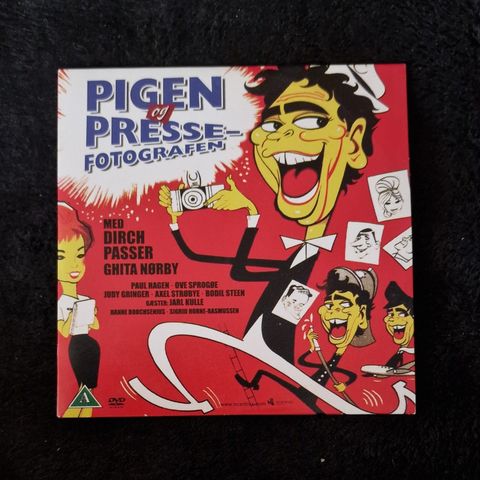 PIGEN
og
PRESSE-
FOTOGRAFEN
MED
DIRCH
PASSER
GHITA NØRBY
PAUL HAGEN · OVE SPROGØE
JUDY GRINGER · AXEL STRØBYE · BODIL STEEN
GÆSTER: JARL KULLE
HANNE BORCHSENIUS · SIGRID HORNE-RASMUSSEN
A
DVD